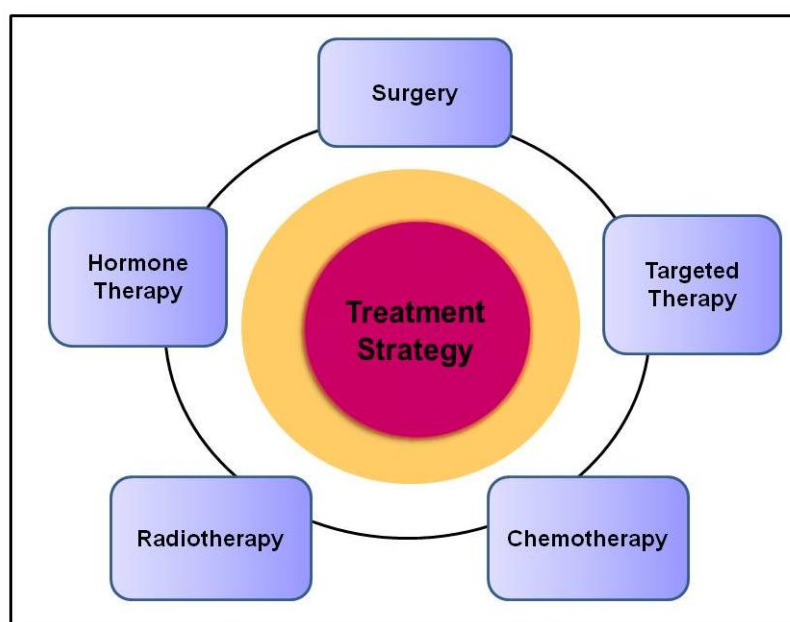 Surgery
Hormone
Therapy
Targeted
Therapy
Treatment
Strategy
Radiotherapy
Chemotherapy